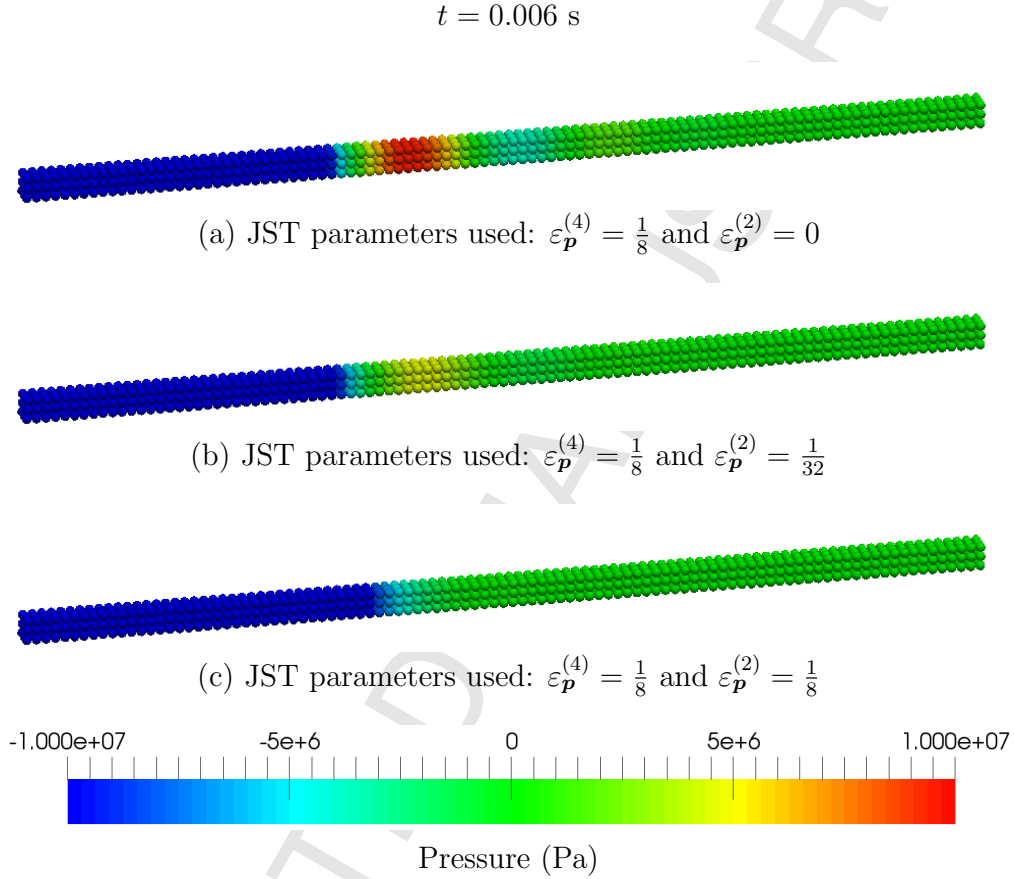 t = 0.006 s
(a) JST parameters used: ε_p^(4) = 1/8 and ε_p^(2) = 0
(b) JST parameters used: ε_p^(4) = 1/8 and ε_p^(2) = 1/32
(c) JST parameters used: ε_p^(4) = 1/8 and ε_p^(2) = 1/8
-1.000e+07 -5e+6 0 5e+6 1.000e+07
Pressure (Pa)